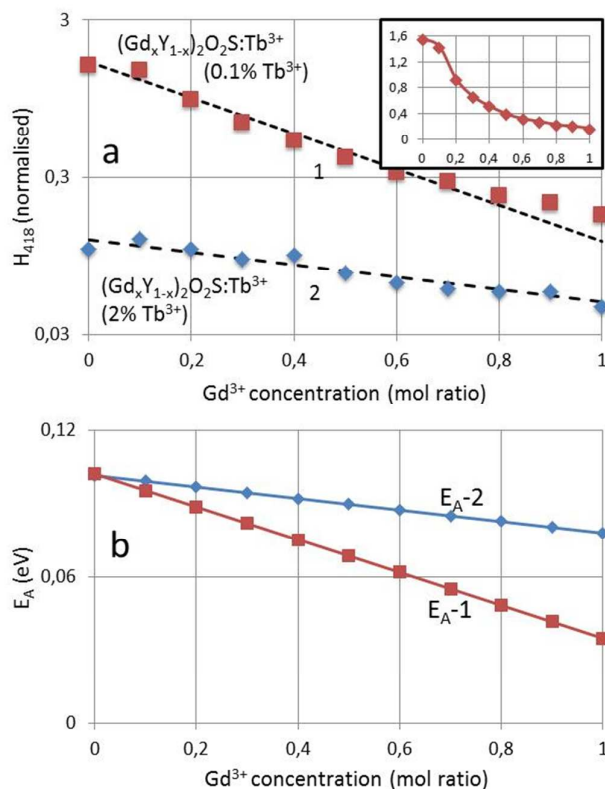 3
(GdxY1-x)2O2S:Tb3+
(0.1% Tb3+)
1,6
1,2
0,8
0,4
0
0 0,2 0,4 0,6 0,8 1
a
1
0,3
H418 (normalised)
(GdxY1-x)2O2S:Tb3+
(2% Tb3+)
2
0,03
0 0,2 0,4 0,6 0,8 1
Gd3+ concentration (mol ratio)
0,12
EA-2
b
0,06
EA (eV)
EA-1
0
0 0,2 0,4 0,6 0,8 1
Gd3+ concentration (mol ratio)